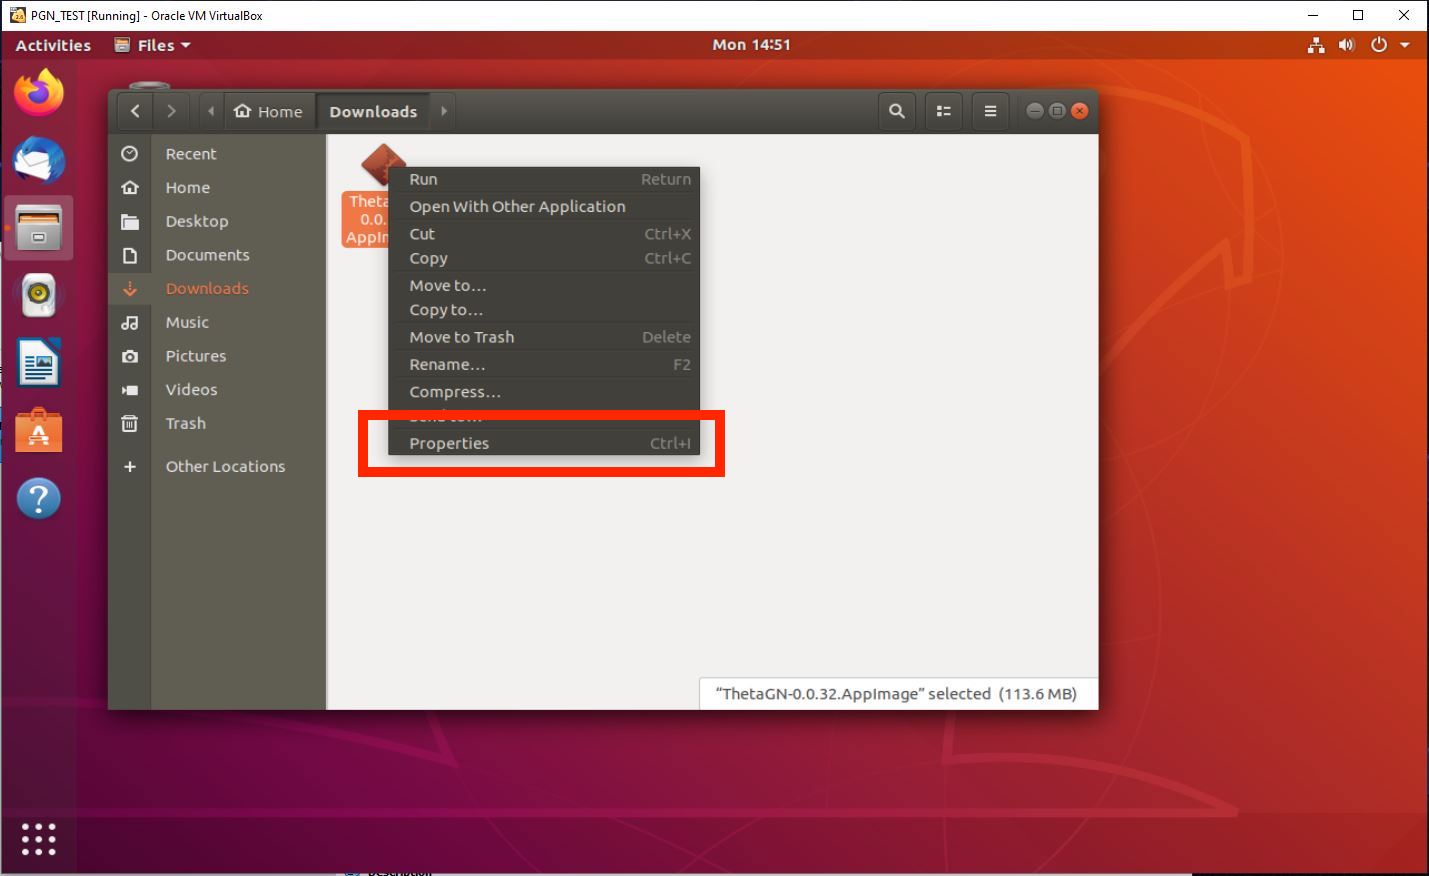 PGN_TEST [Running] - Oracle VM VirtualBox
Activities Files Mon 14:51
Home Downloads
Recent
Home
Desktop
Documents
Downloads
Music
Pictures
Videos
Trash
Other Locations
Theta
0.0.
AppIm
Run Return
Open With Other Application
Cut Ctrl+X
Copy Ctrl+C
Move to…
Copy to…
Move to Trash Delete
Rename… F2
Compress…
Properties Ctrl+I
“ThetaGN-0.0.32.AppImage” selected (113.6 MB)
Description